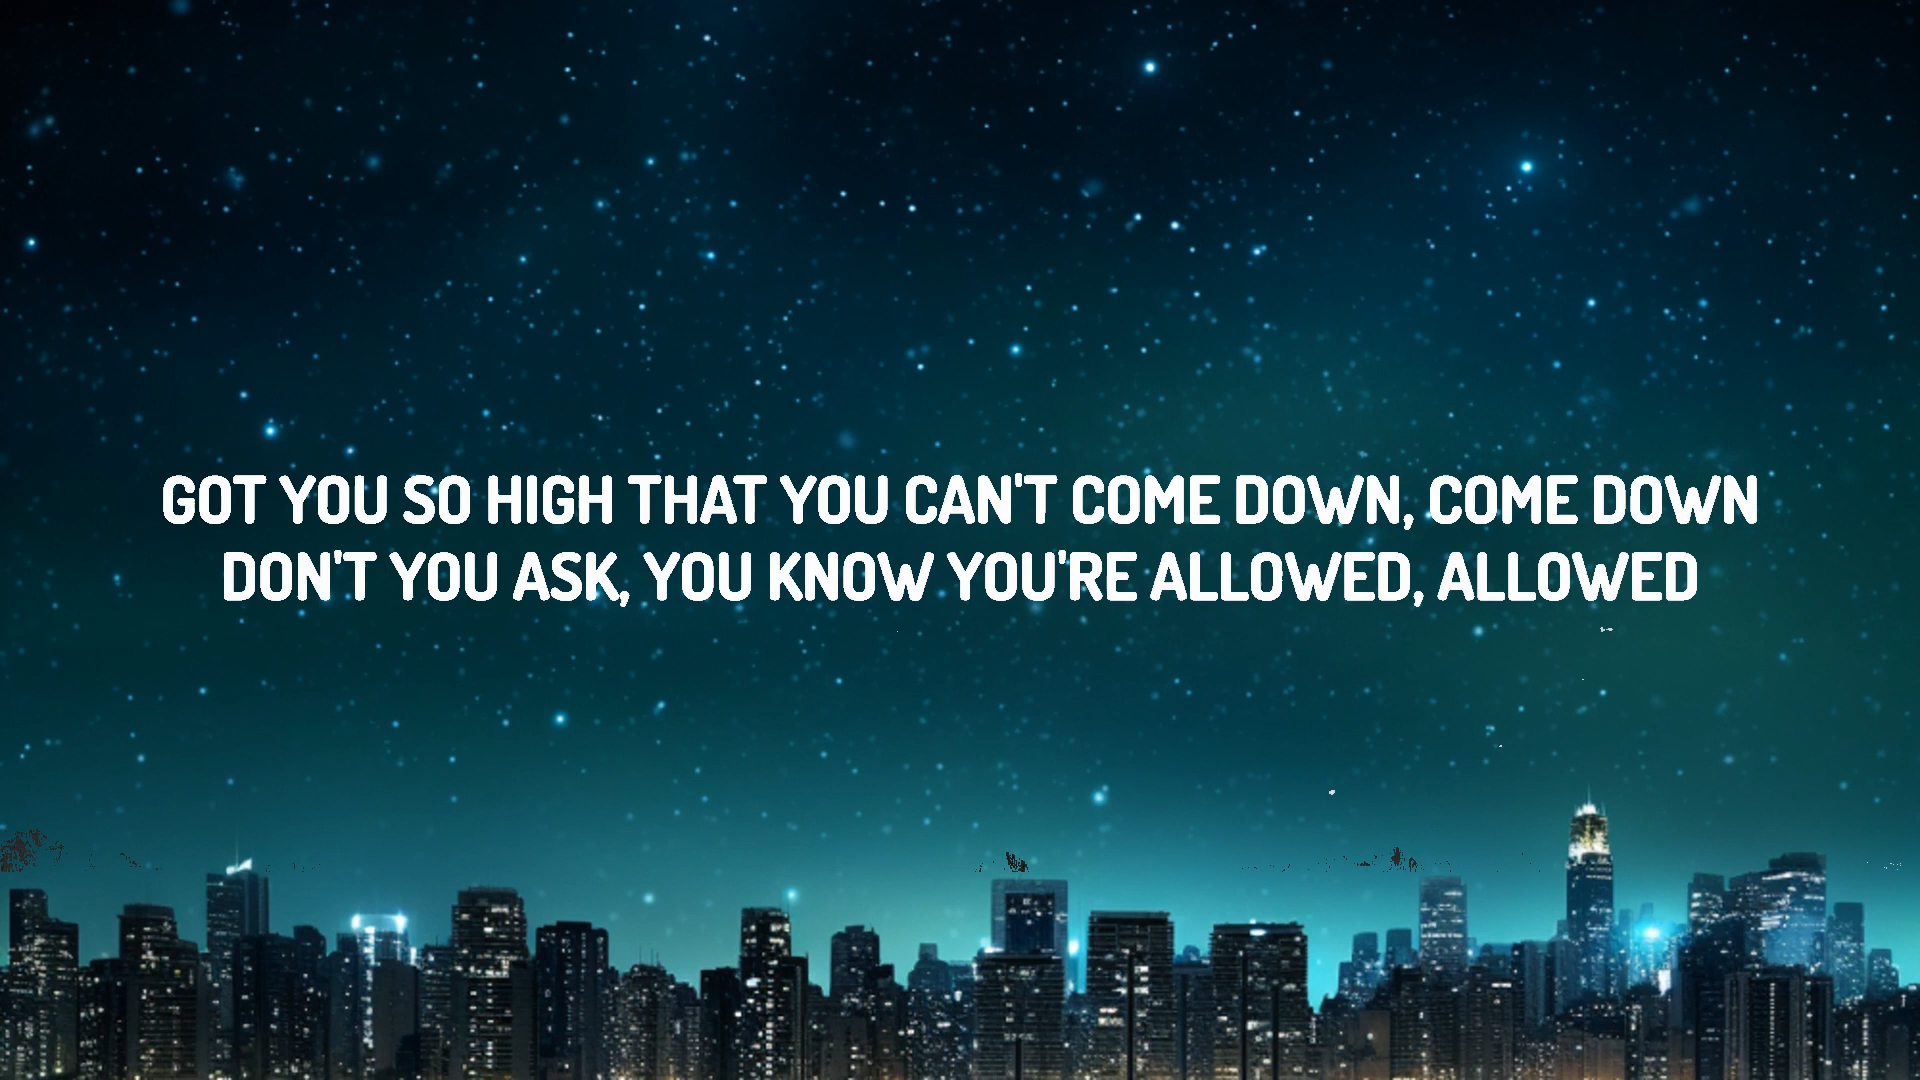 GOT YOU SO HIGH THAT YOU CAN'T COME DOWN, COME DOWN
DON'T YOU ASK, YOU KNOW YOU'RE ALLOWED, ALLOWED